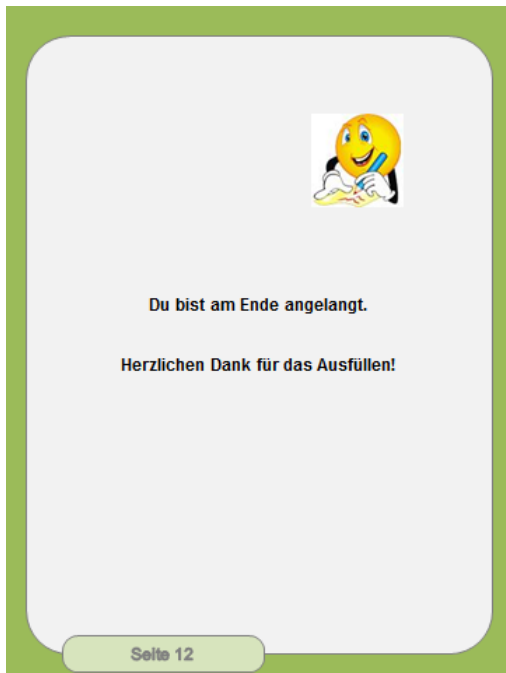 Du bist am Ende angelangt.
Herzlichen Dank für das Ausfüllen!
Seite 12